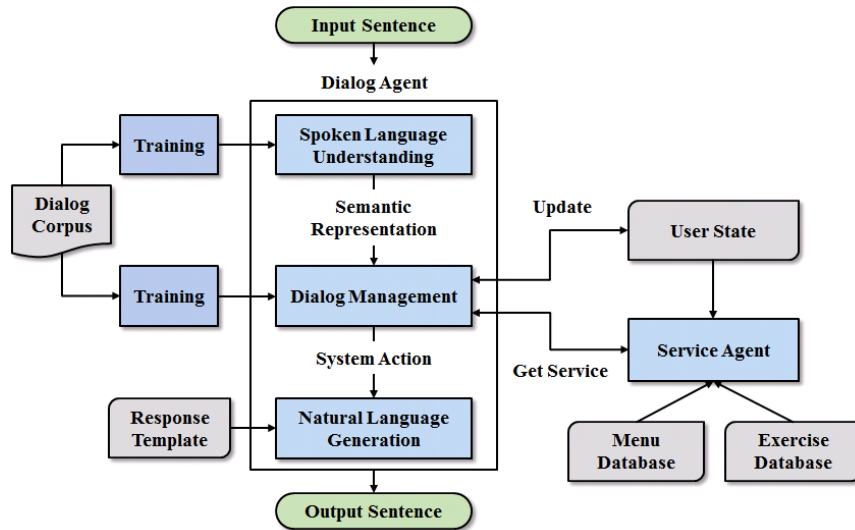 Input Sentence
Dialog Agent
Training
Spoken Language
Understanding
Dialog
Corpus
Semantic
Representation
Update
User State
Training
Dialog Management
System Action
Get Service
Service Agent
Response
Template
Natural Language
Generation
Menu
Database
Exercise
Database
Output Sentence